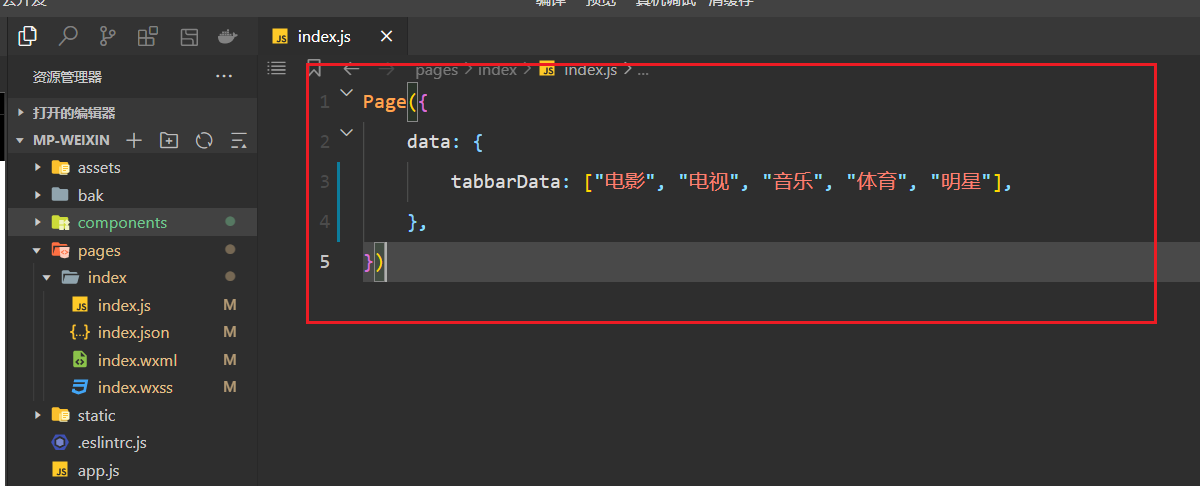 云开发 编译 预览 真机调试 清缓存
index.js
资源管理器
pages index index.js ...
打开的编辑器
MP-WEIXIN
assets
bak
components
pages
index
index.js M
index.json M
index.wxml M
index.wxss M
static
.eslintrc.js
app.js
1 Page({
2 data: {
3 tabbarData: ["电影", "电视", "音乐", "体育", "明星"],
4 },
5 })